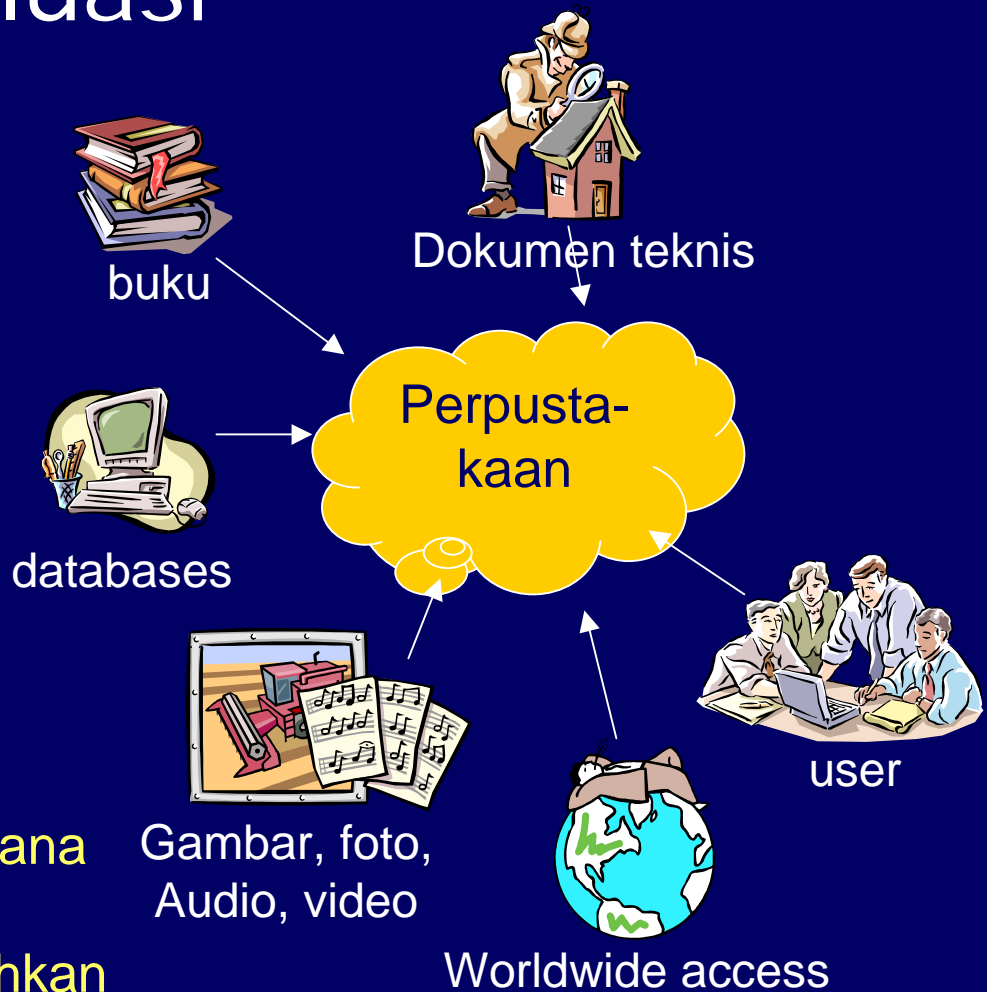 buku
Dokumen teknis
Perpusta-
kaan
databases
user
Gambar, foto,
Audio, video
Worldwide access